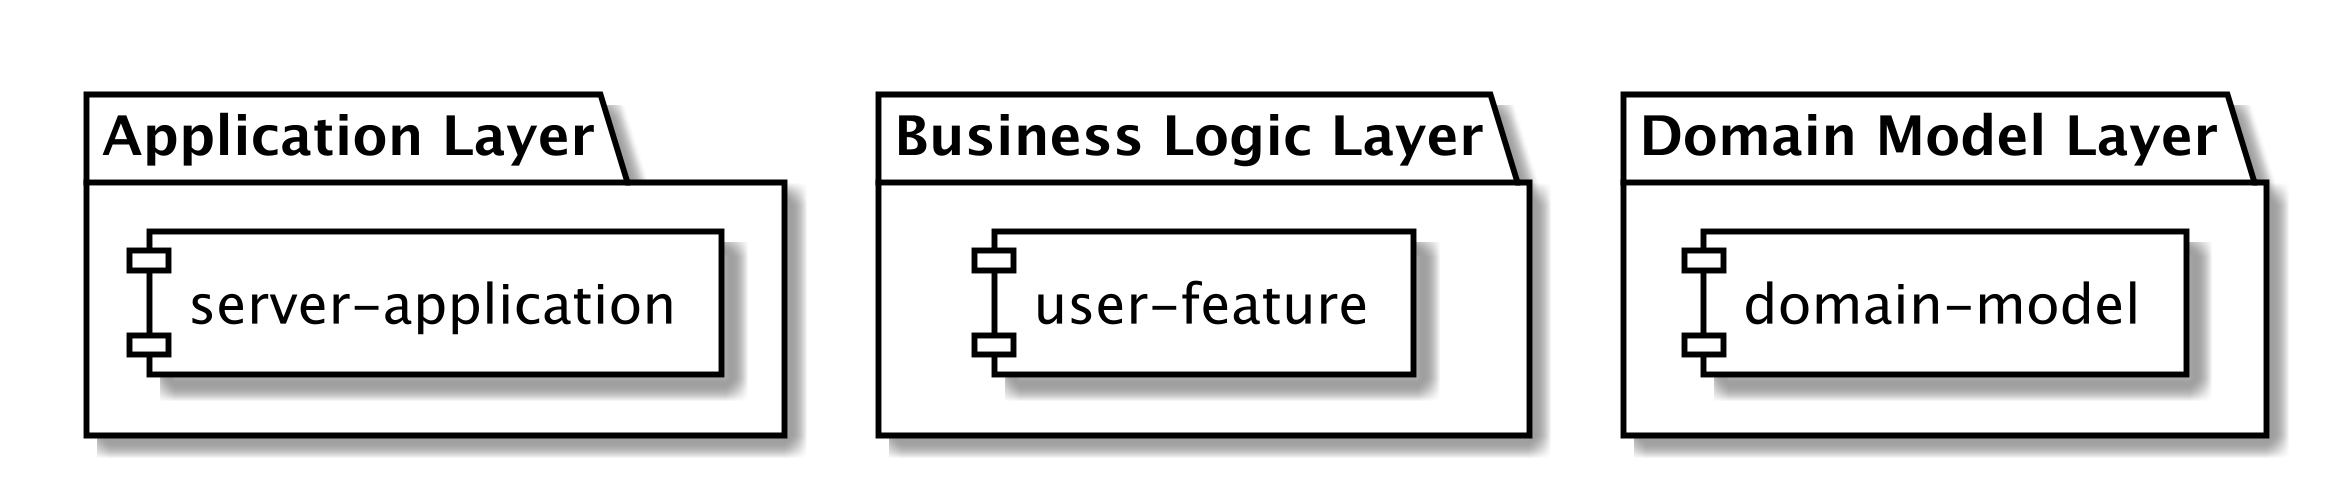 Application Layer
Business Logic Layer
Domain Model Layer
server-application
user-feature
domain-model